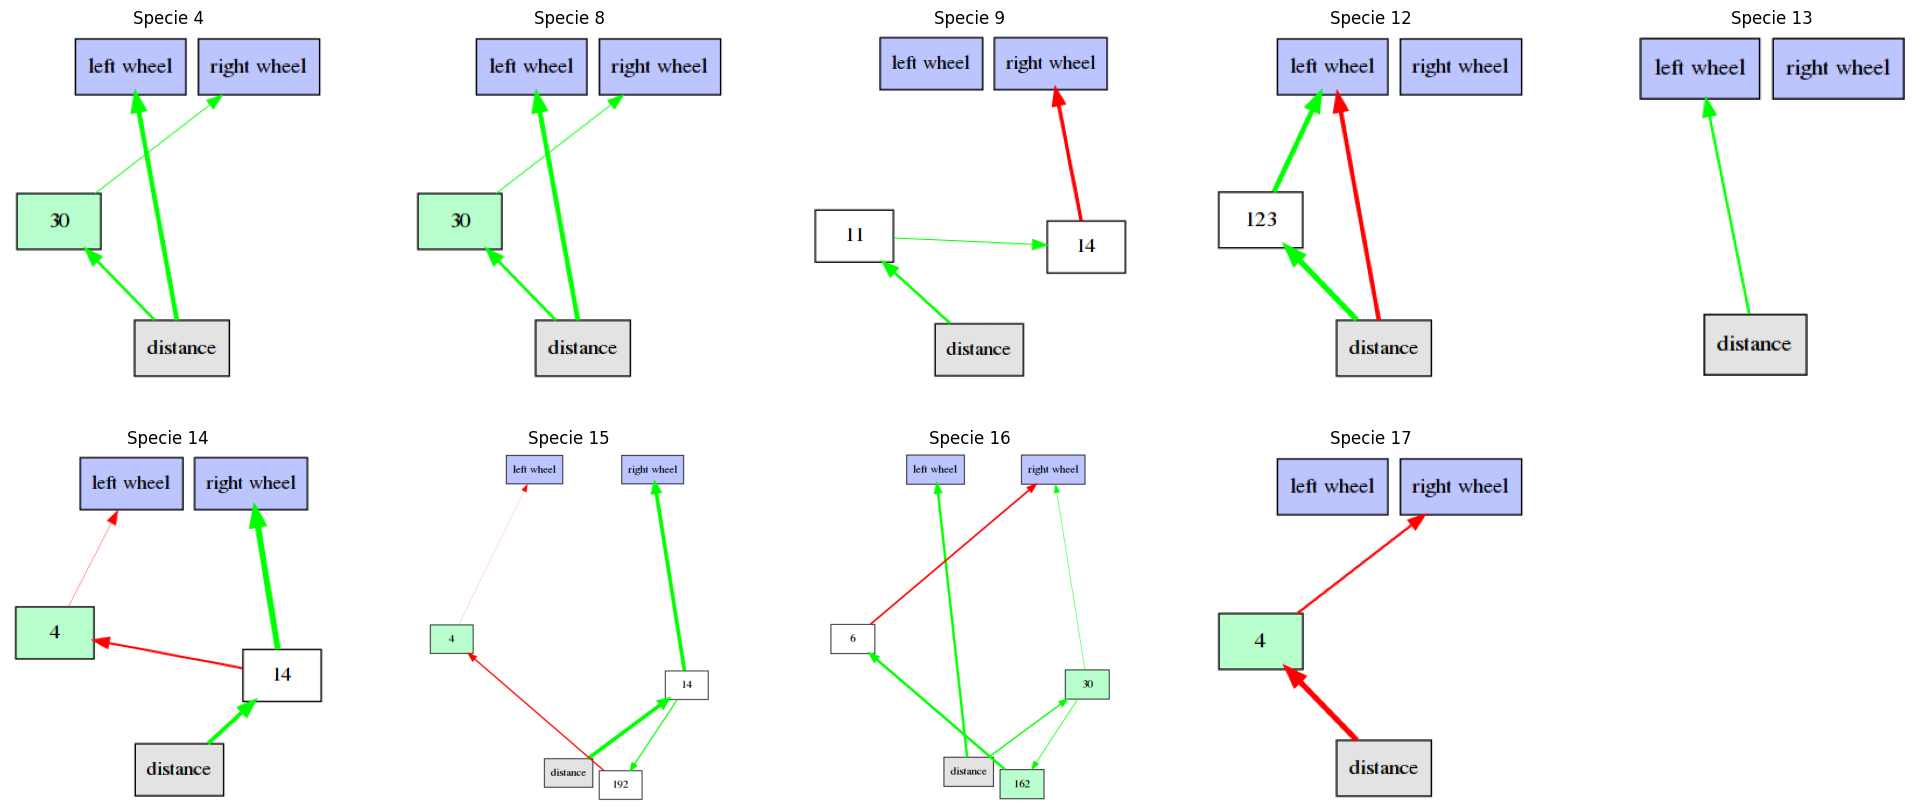 Specie 4
left wheel
right wheel
30
distance
Specie 8
left wheel
right wheel
30
distance
Specie 9
left wheel
right wheel
11
14
distance
Specie 12
left wheel
right wheel
123
distance
Specie 13
left wheel
right wheel
distance
Specie 14
left wheel
right wheel
4
14
distance
Specie 15
left wheel
right wheel
4
14
distance
192
Specie 16
left wheel
right wheel
6
30
distance
162
Specie 17
left wheel
right wheel
4
distance